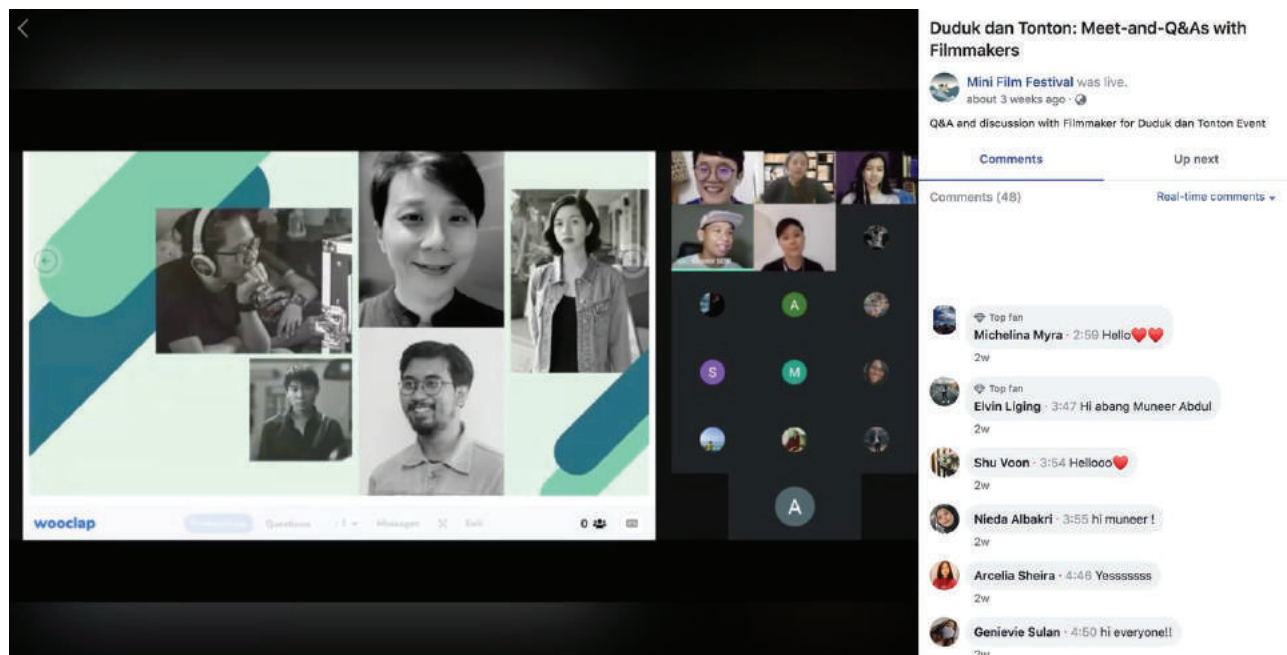 Duduk dan Tonton: Meet-and-Q&As with
Filmmakers
Mini Film Festival was live.
about 3 weeks ago ·
Q&A and discussion with Filmmaker for Duduk dan Tonton Event
Comments
Up next
Comments (48)
Real-time comments
Top fan
Michelina Myra · 2:59 Hello❤️❤️
2w
Top fan
Elvin Liging · 3:47 Hi abang Muneer Abdul
2w
Shu Voon · 3:54 Hellooo❤️
2w
Nieda Albakri · 3:55 hi muneer !
2w
Arcelia Sheira · 4:46 Yesssssss
2w
Genievie Sulan · 4:50 hi everyone!!
2w
A
S
M
A
wooclap
Questions
Messages
Exit
0